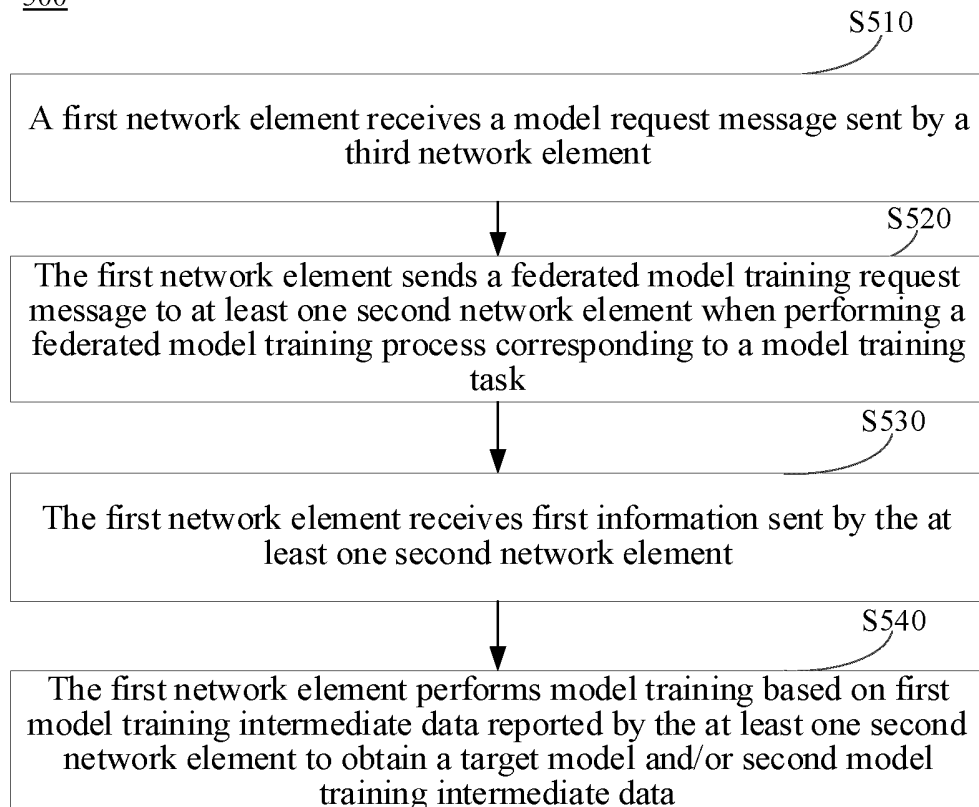 500
S510
A first network element receives a model request message sent by a
third network element
S520
The first network element sends a federated model training request
message to at least one second network element when performing a
federated model training process corresponding to a model training
task
S530
The first network element receives first information sent by the at
least one second network element
S540
The first network element performs model training based on first
model training intermediate data reported by the at least one second
network element to obtain a target model and/or second model
training intermediate data